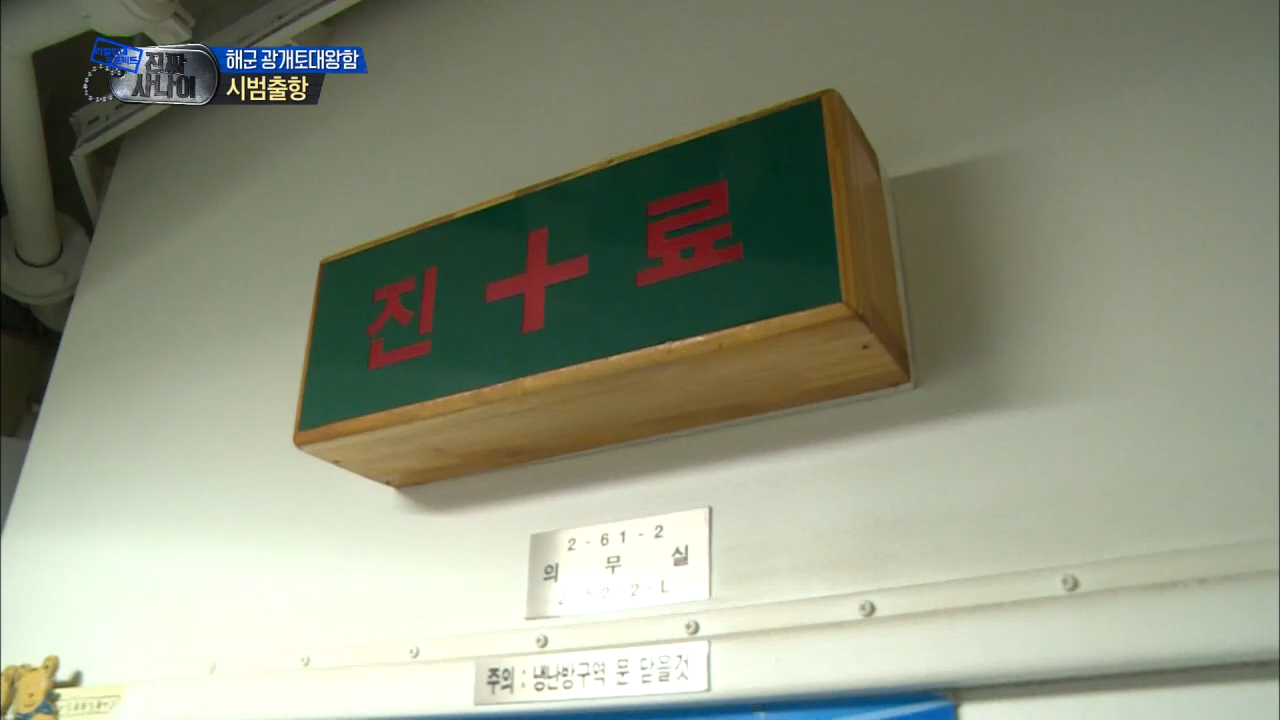 진짜
사나이
해군 광개토대왕함
시범출항
진 료
2-61-2
의 무 실
주의 : 냉난방구역 문 닫을것